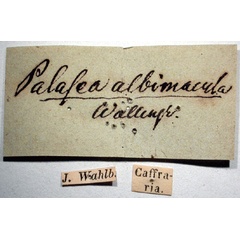 Palasea albimacula
Wallengr.
J. Wahlb.
Caffra-
ria.